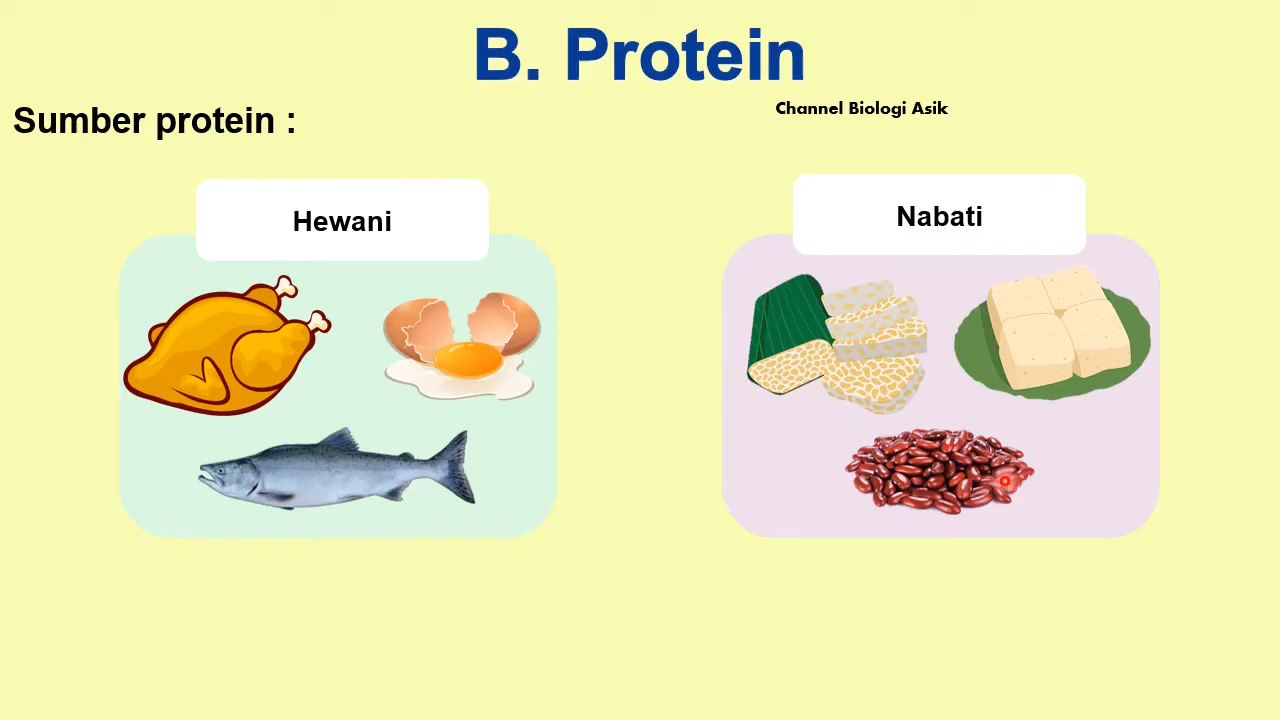 B. Protein
Channel Biologi Asik
Sumber protein :
Hewani
Nabati